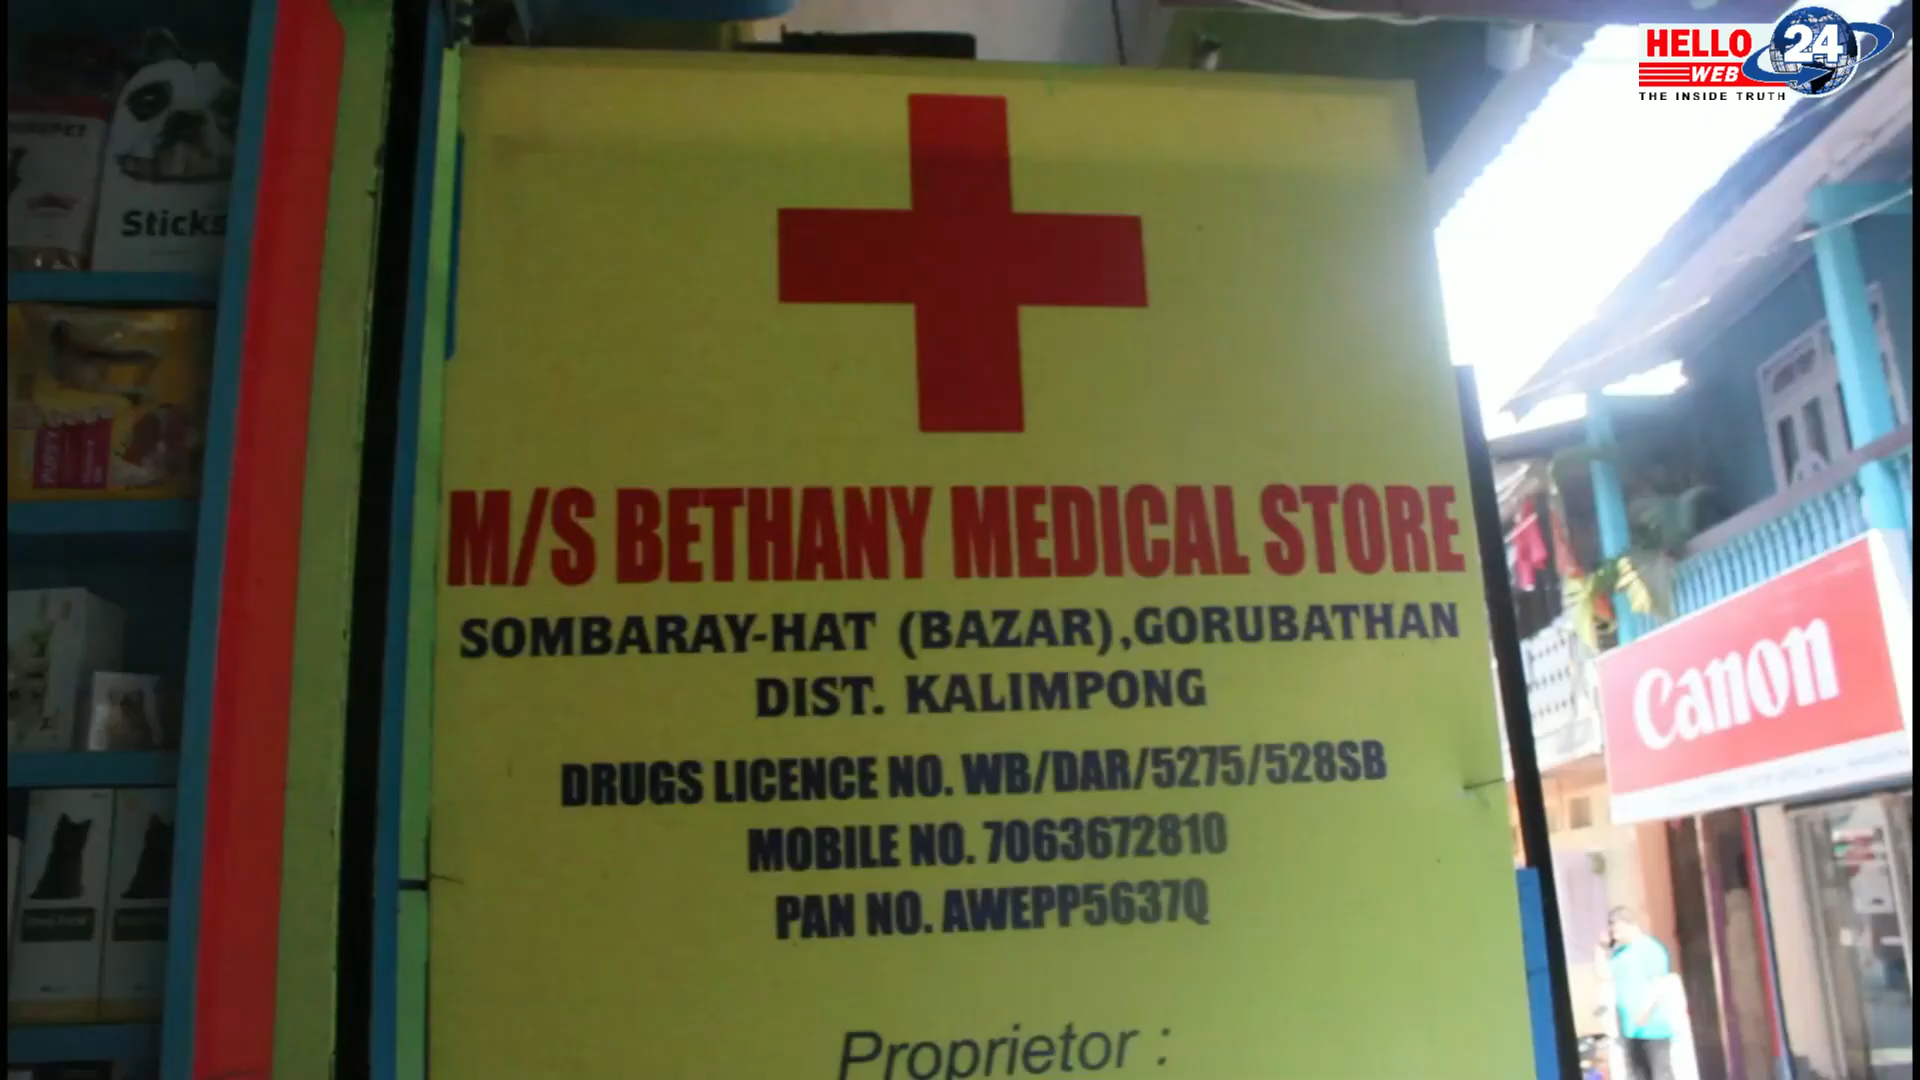 HELLO
24
WEB
THE INSIDE TRUTH
Sticks
M/S BETHANY MEDICAL STORE
SOMBARAY-HAT (BAZAR),GORUBATHAN
DIST. KALIMPONG
DRUGS LICENCE NO. WB/DAR/5275/528SB
MOBILE NO. 7063672810
PAN NO. AWEPP5637Q
Proprietor :
Canon